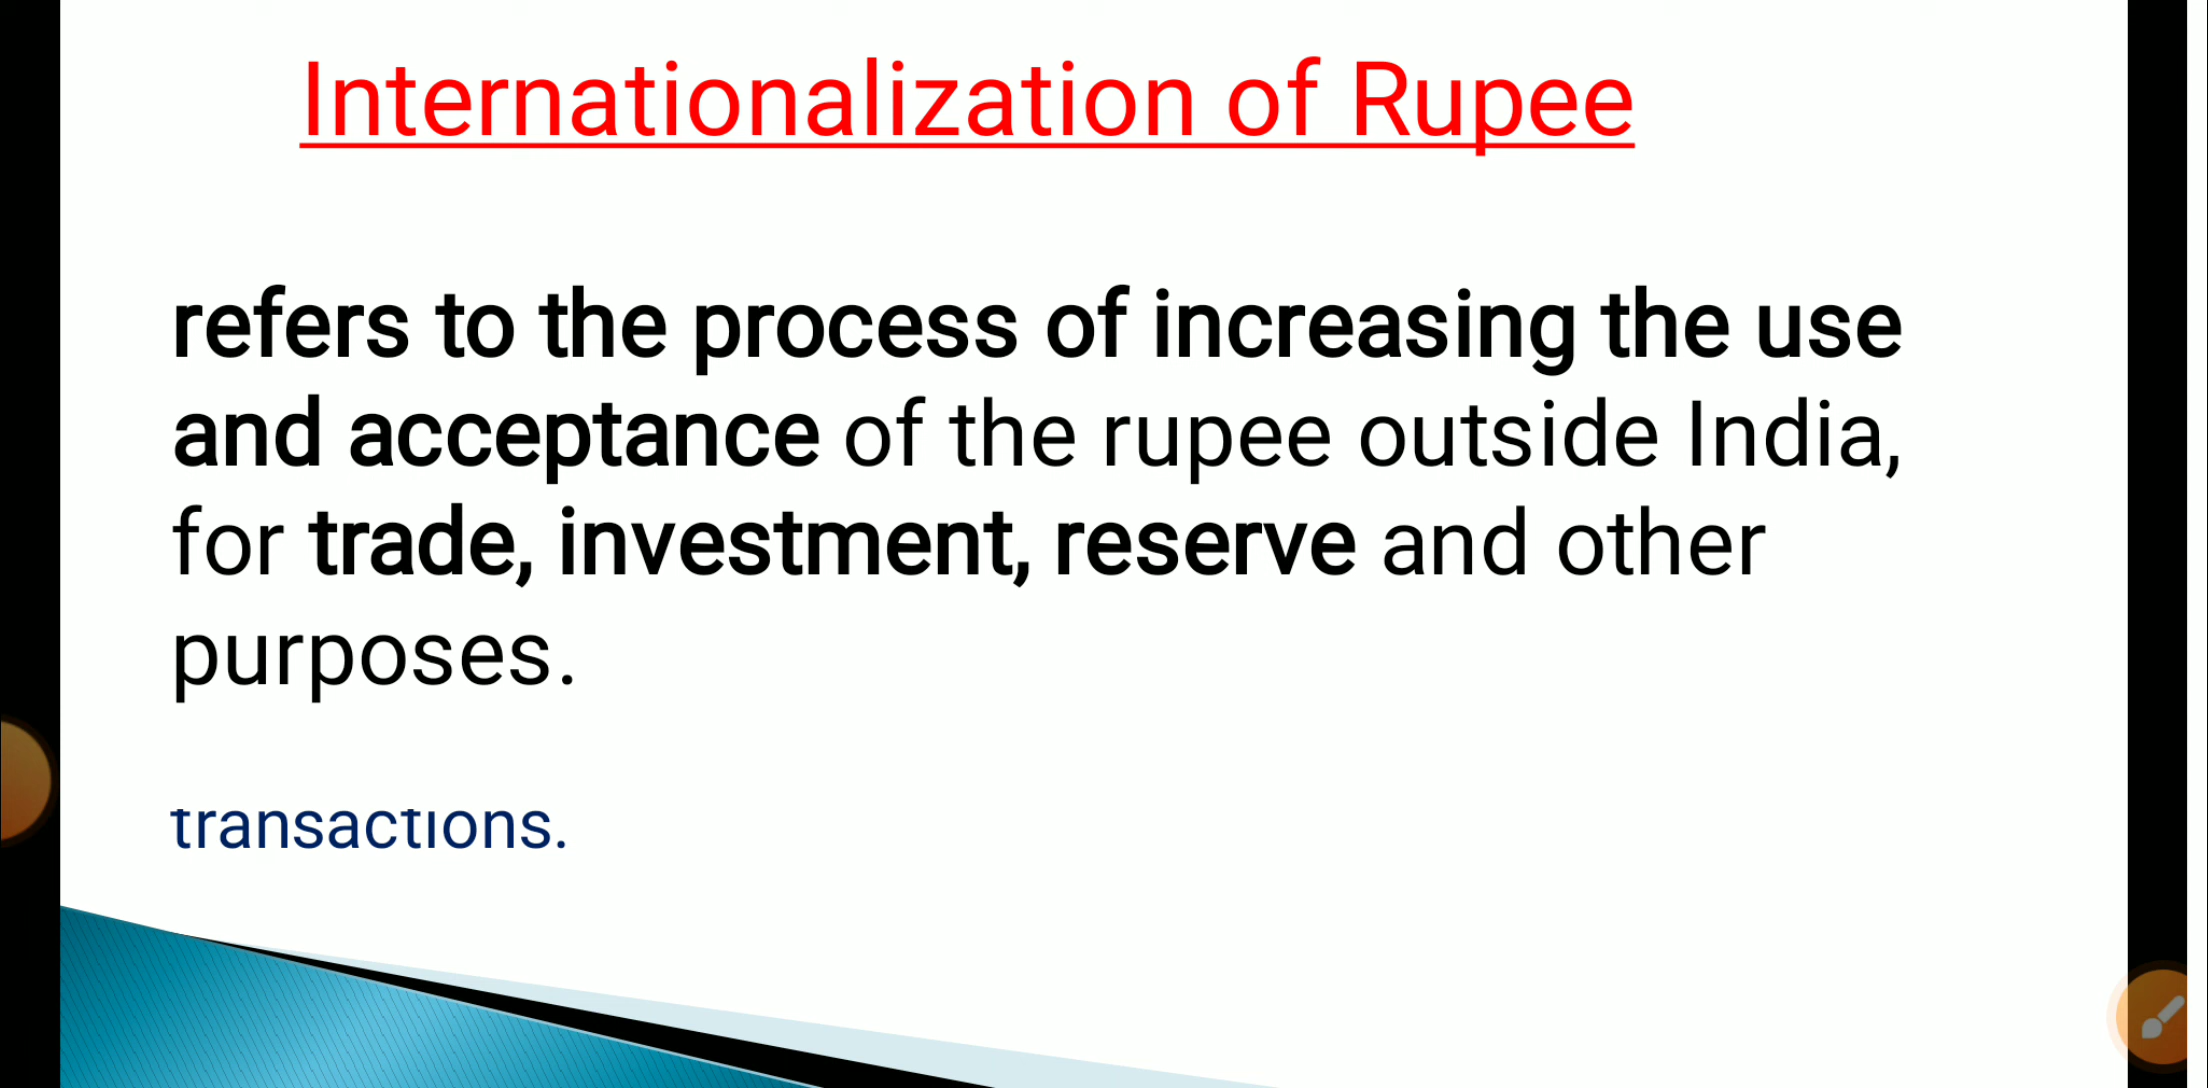 Internationalization of Rupee
refers to the process of increasing the use
and acceptance of the rupee outside India,
for trade, investment, reserve and other
purposes.
transactions.